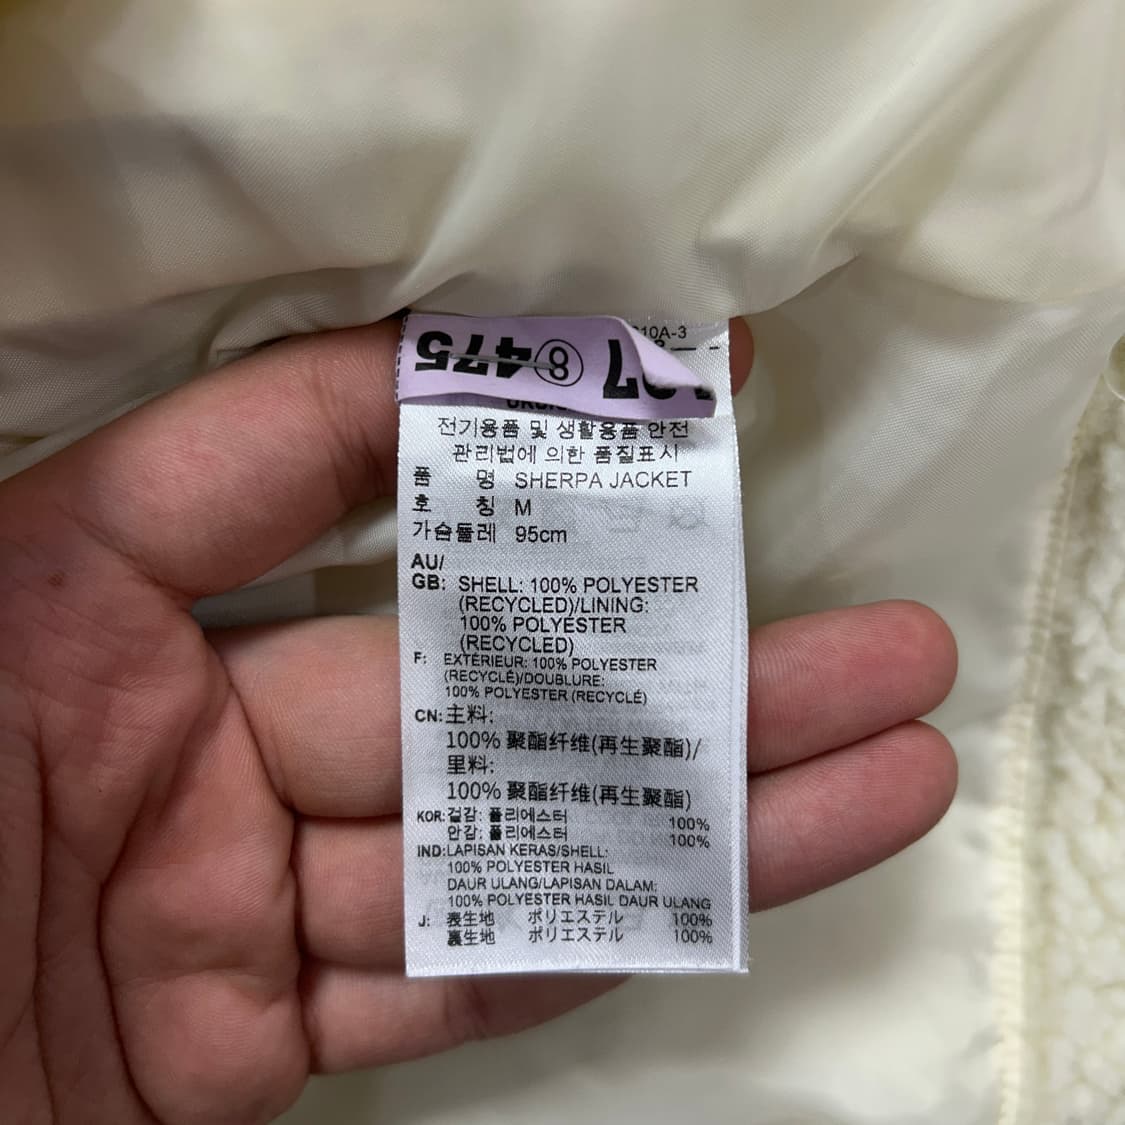 475 ⑧
10A-3
전기용품 및 생활용품 안전
관리법에 의한 품질표시
품 명 SHERPA JACKET
호 칭 M
가슴둘레 95cm
AU/
GB: SHELL: 100% POLYESTER
(RECYCLED)/LINING:
100% POLYESTER
(RECYCLED)
F: EXTÉRIEUR: 100% POLYESTER
(RECYCLÉ)/DOUBLURE:
100% POLYESTER (RECYCLÉ)
CN: 主料:
100% 聚酯纤维(再生聚酯)/
里料:
100% 聚酯纤维(再生聚酯)
KOR: 겉감: 폴리에스터 100%
안감: 폴리에스터 100%
IND: LAPISAN KERAS/SHELL:
100% POLYESTER HASIL
DAUR ULANG/LAPISAN DALAM:
100% POLYESTER HASIL DAUR ULANG
J: 表生地 ポリエステル 100%
裏生地 ポリエステル 100%